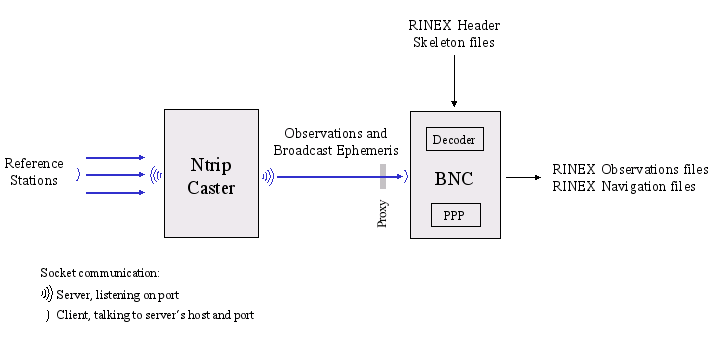 RINEX Header
Skeleton files
Reference
Stations
Ntrip
Caster
Observations and
Broadcast Ephemeris
Proxy
Decoder
BNC
PPP
RINEX Observations files
RINEX Navigation files
Socket communication:
Server, listening on port
Client, talking to server's host and port